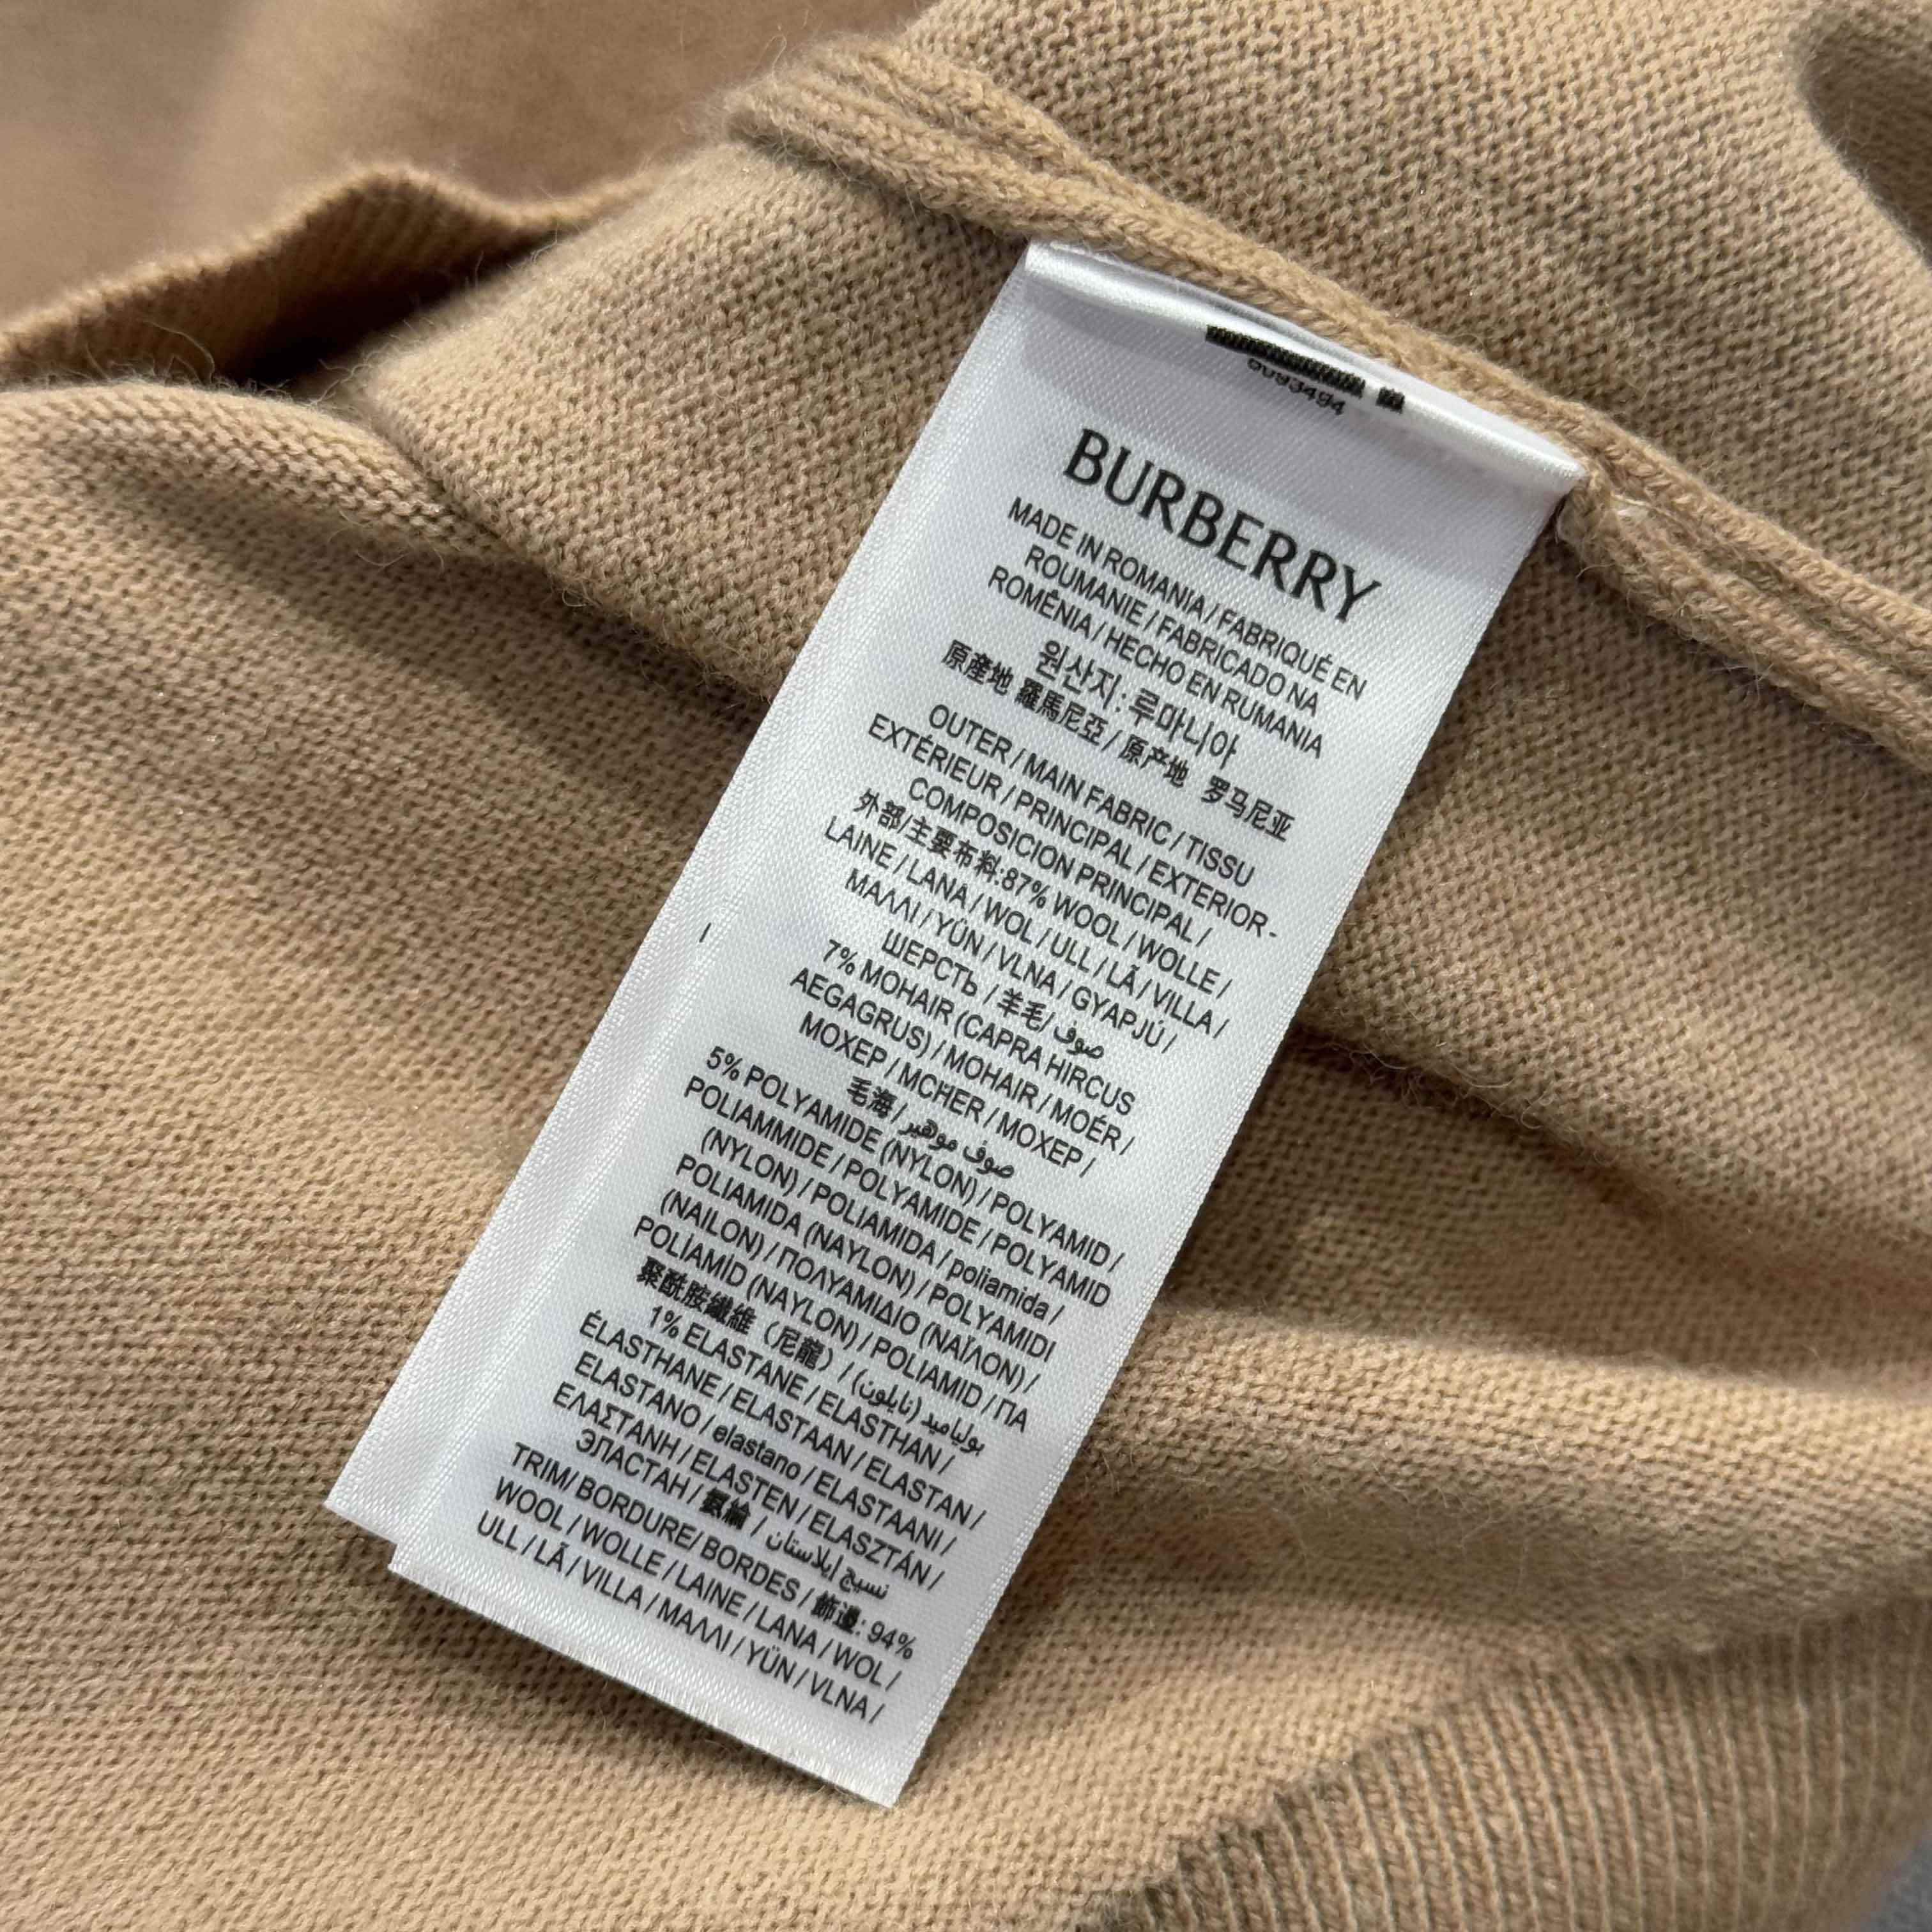 8093494
BURBERRY
MADE IN ROMANIA / FABRIQUÉ EN
ROUMANIE / FABRICADO NA
ROMÊNIA / HECHO EN RUMANIA
원산지: 루마니아
原產地 羅馬尼亞 / 原产地 罗马尼亚
OUTER / MAIN FABRIC / TISSU
EXTÉRIEUR / PRINCIPAL / EXTERIOR-
COMPOSICION PRINCIPAL /
外部/主要布料:87% WOOL / WOLLE /
LAINE / LANA / WOL / ULL / LÃ / VILLA /
ΜΑΛΛΙ / YÜN / VLNA / GYAPJÚ /
ШЕРСТЬ / 羊毛/ صوف
7% MOHAIR (CAPRA HIRCUS
AEGAGRUS) / MOHAIR / MOÉR /
MOXEP / MCHER / MOXEP /
毛海 / صوف موهير
5% POLYAMIDE (NYLON) / POLYAMID /
POLIAMMIDE / POLYAMIDE / POLYAMID
(NYLON) / POLIAMIDA / poliamida /
POLIAMIDA (NAYLON) / POLYAMIDI
(NAILON) / ΠΟΛΥΑΜΙΔΙΟ (ΝΑΪΛΟΝ) /
POLİAMİD (NAYLON) / POLIAMID / ПА
聚酰胺纖維（尼龍）/ بوليامید (نايلون)
1% ELASTANE / ELASTHAN /
ÉLASTHANE / ELASTAAN / ELASTAN /
ELASTANO / elastano / ELASTAANI /
ΕΛΑΣΤΑΝΗ / ELASTEN / ELASZTÁN /
ЭЛАСТАН / 氨綸 / نسيج إيلاستان
TRIM/ BORDURE/ BORDES / 飾邊: 94%
WOOL / WOLLE / LAINE / LANA / WOL /
ULL / LÃ / VILLA / ΜΑΛΛΙ / YÜN / VLNA /